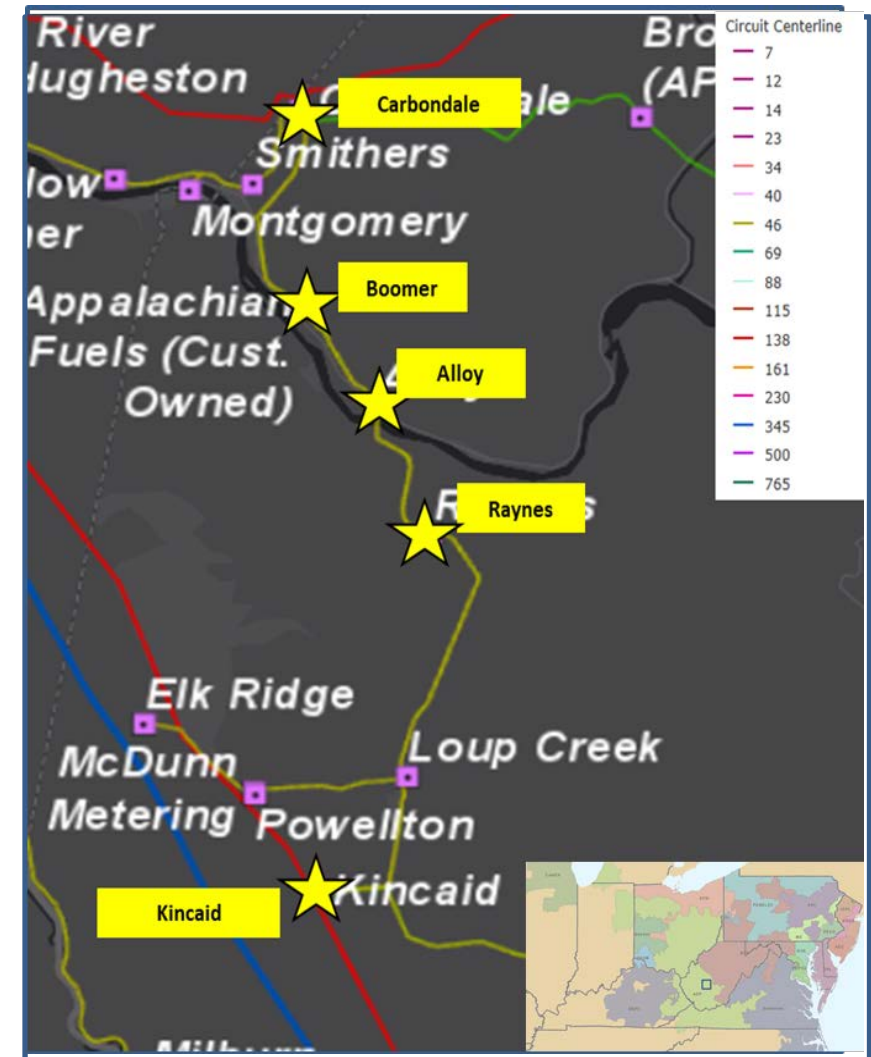 River
Hugheston
Bro
(AP
Carbondale
ale
Smithers
low
ner
Montgomery
Boomer
Appalachian
Fuels (Cust.
Owned)
Alloy
Raynes
s
Elk Ridge
McDunn
Metering
Loup Creek
Powellton
Kincaid
Kincaid
Milburn
Circuit Centerline
7
12
14
23
34
40
46
69
88
115
138
161
230
345
500
765